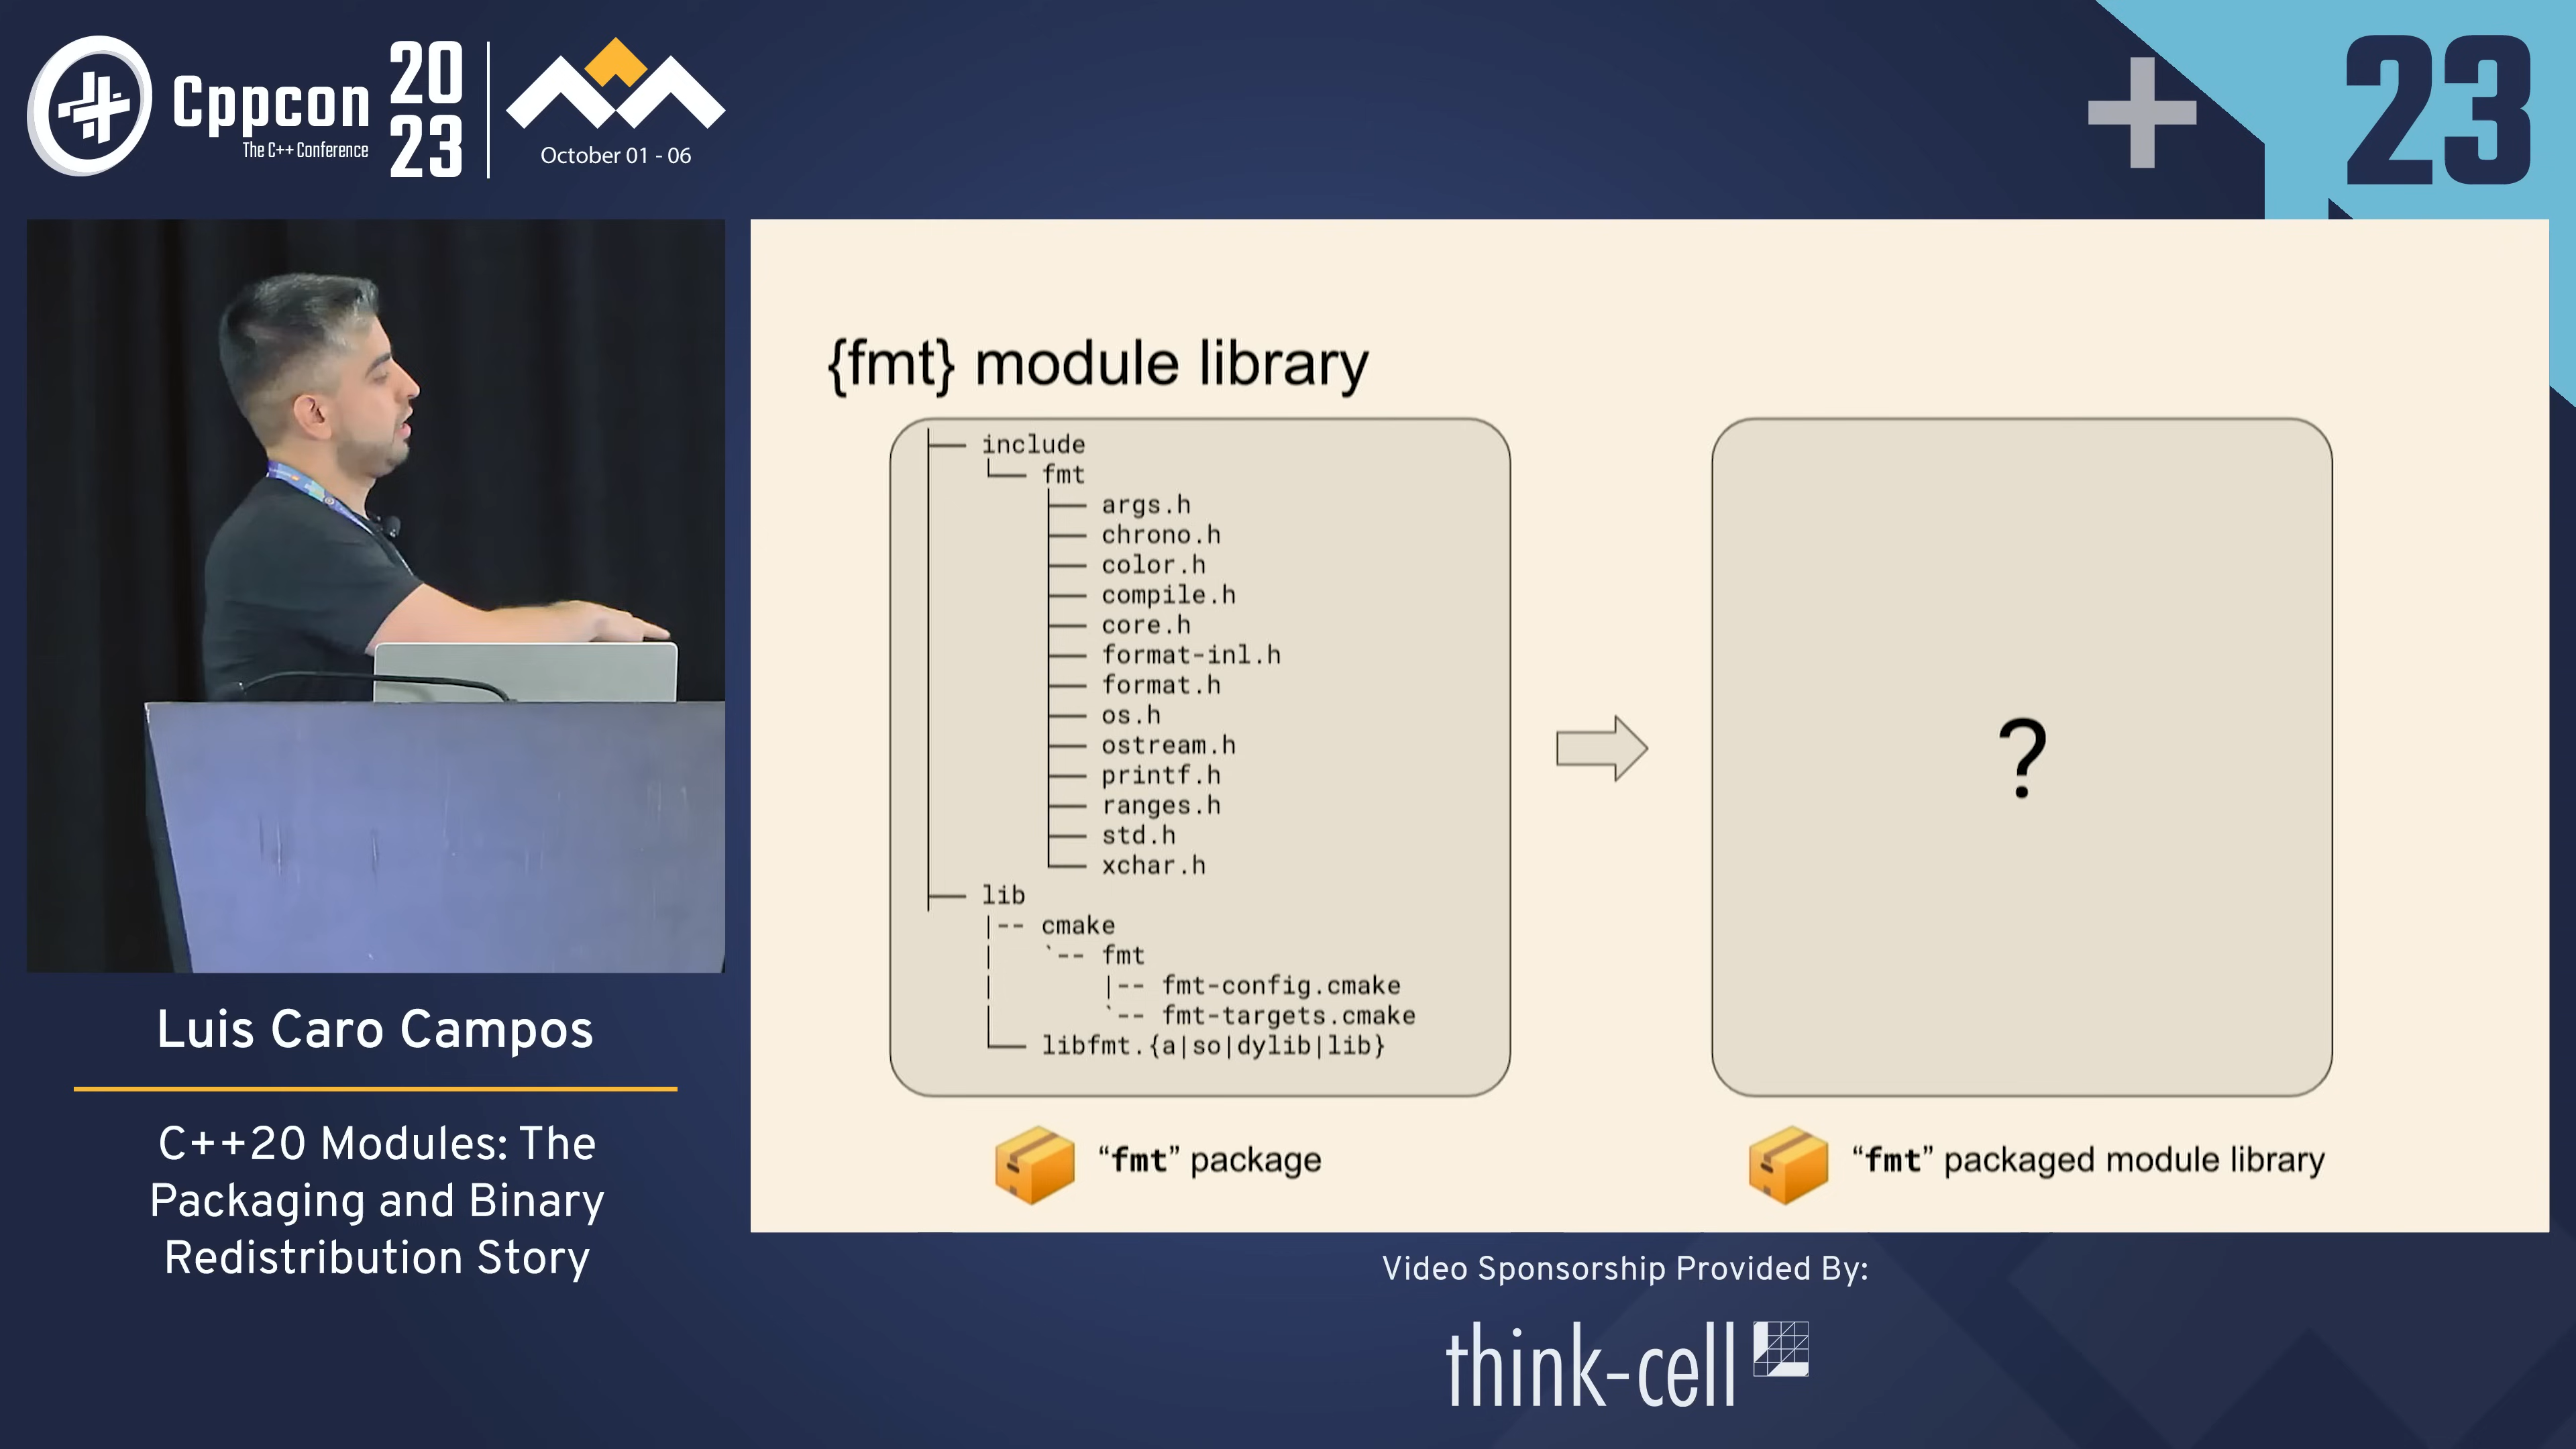 Cppcon
The C++ Conference
20
23
October 01 - 06
23
{fmt} module library
├── include
└── fmt
├── args.h
├── chrono.h
├── color.h
├── compile.h
├── core.h
├── format-inl.h
├── format.h
├── os.h
├── ostream.h
├── printf.h
├── ranges.h
├── std.h
└── xchar.h
├── lib
|-- cmake
| `-- fmt
| |-- fmt-config.cmake
`-- fmt-targets.cmake
└── libfmt.{a|so|dylib|lib}
?
“fmt” package
“fmt” packaged module library
Luis Caro Campos
C++20 Modules: The
Packaging and Binary
Redistribution Story
Video Sponsorship Provided By:
think-cell